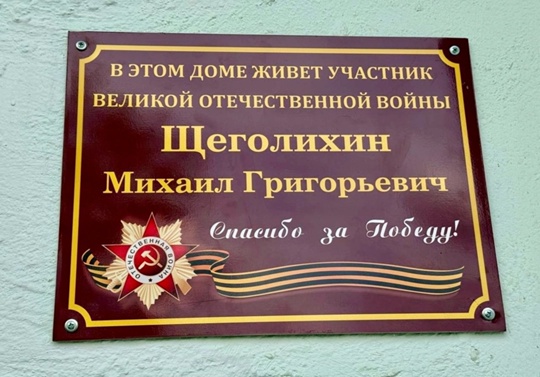 В ЭТОМ ДОМЕ ЖИВЕТ УЧАСТНИК
ВЕЛИКОЙ ОТЕЧЕСТВЕННОЙ ВОЙНЫ
Щеголихин
Михаил Григорьевич
Спасибо за Победу!
ОТЕЧЕСТВЕННАЯ ВОЙНА